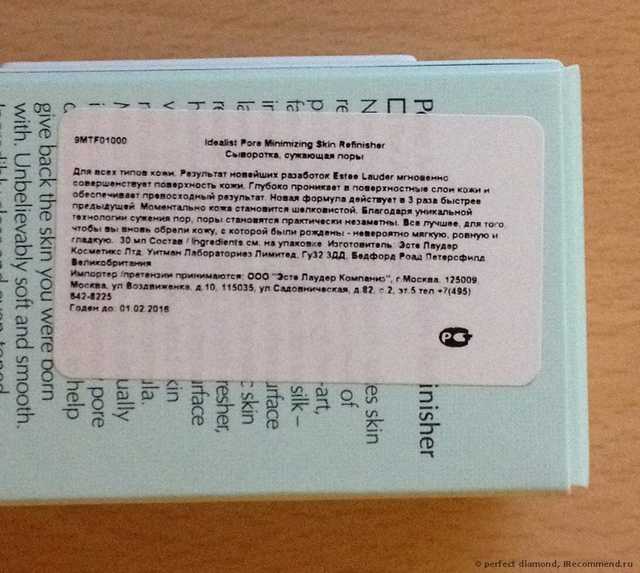 9MTF01000
Idealist Pore Minimizing Skin Refinisher
Сыворотка, сужающая поры
Для всех типов кожи. Результат новейших разаботок Estee Lauder мгновенно
совершенствует поверхность кожи. Глубоко проникает в поверхностные слои кожи и
обеспечивает превосходный результат. Новая формула действует в 3 раза быстрее
предыдущей. Моментально кожа становится шелковистой. Благодаря уникальной
технологии сужения пор, поры становятся практически незаметны. Все лучшее, для того,
чтобы вы вновь обрели кожу, с которой были рождены - невероятно мягкую, ровную и
гладкую. 30 мл Состав / Ingredients см. на упаковке. Изготовитель: Эсте Лаудер
Косметикс Лтд, Уитман Лабораториез Лимитед, Гу32 3ДД, Бедфорд Роад Петерсфилд
Великобритания
Импортер /претензии принимаются: ООО "Эсте Лаудер Компаниз", г.Москва, 125009,
Москва, ул Воздвиженка, д.10, 115035, ул Садовническая, д.82, с.2, эт.5 тел +7(495)
642-8225
Годен до: 01.02.2016
inisher
es skin
of
-art,
silk –
urface
c skin
resher,
urface
kin
ula.
ually
pore
help
give back the skin you were born
with. Unbelievably soft and smooth.
© perfect diamond, IRecommend.ru